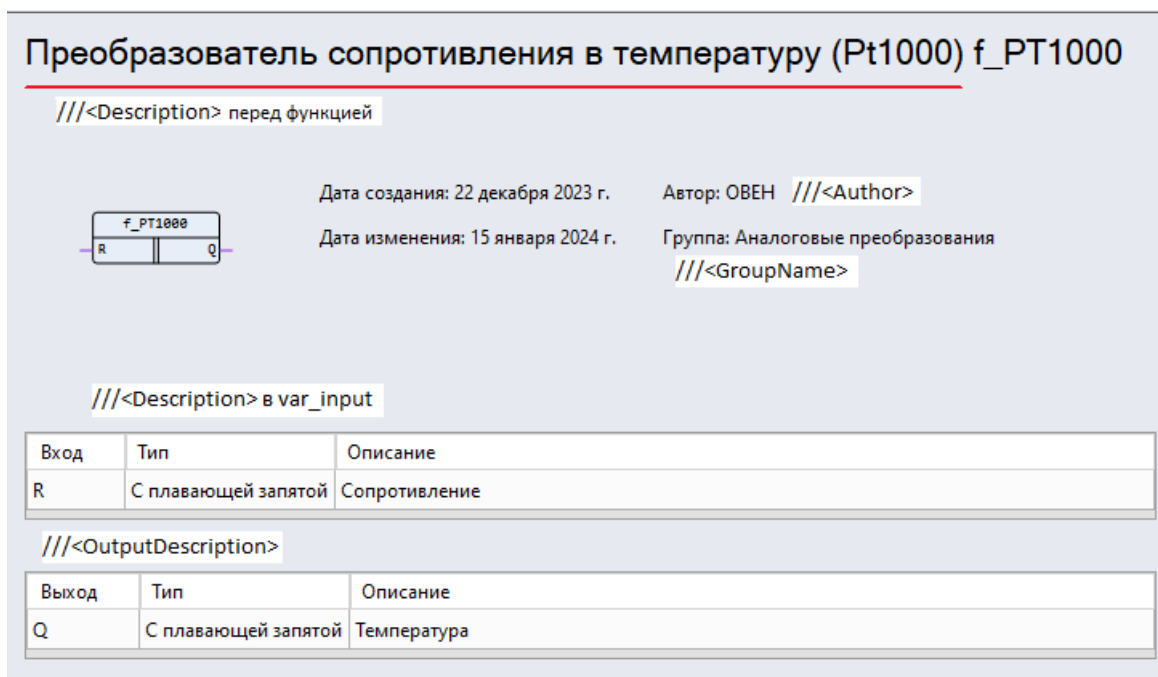 Преобразователь сопротивления в температуру (Pt1000) f_PT1000
///<Description> перед функцией
Дата создания: 22 декабря 2023 г. Автор: ОВЕН ///<Author>
f_PT1000
R Q
Дата изменения: 15 января 2024 г. Группа: Аналоговые преобразования
///<GroupName>
///<Description> в var_input
Вход Тип Описание
R С плавающей запятой Сопротивление
///<OutputDescription>
Выход Тип Описание
Q С плавающей запятой Температура